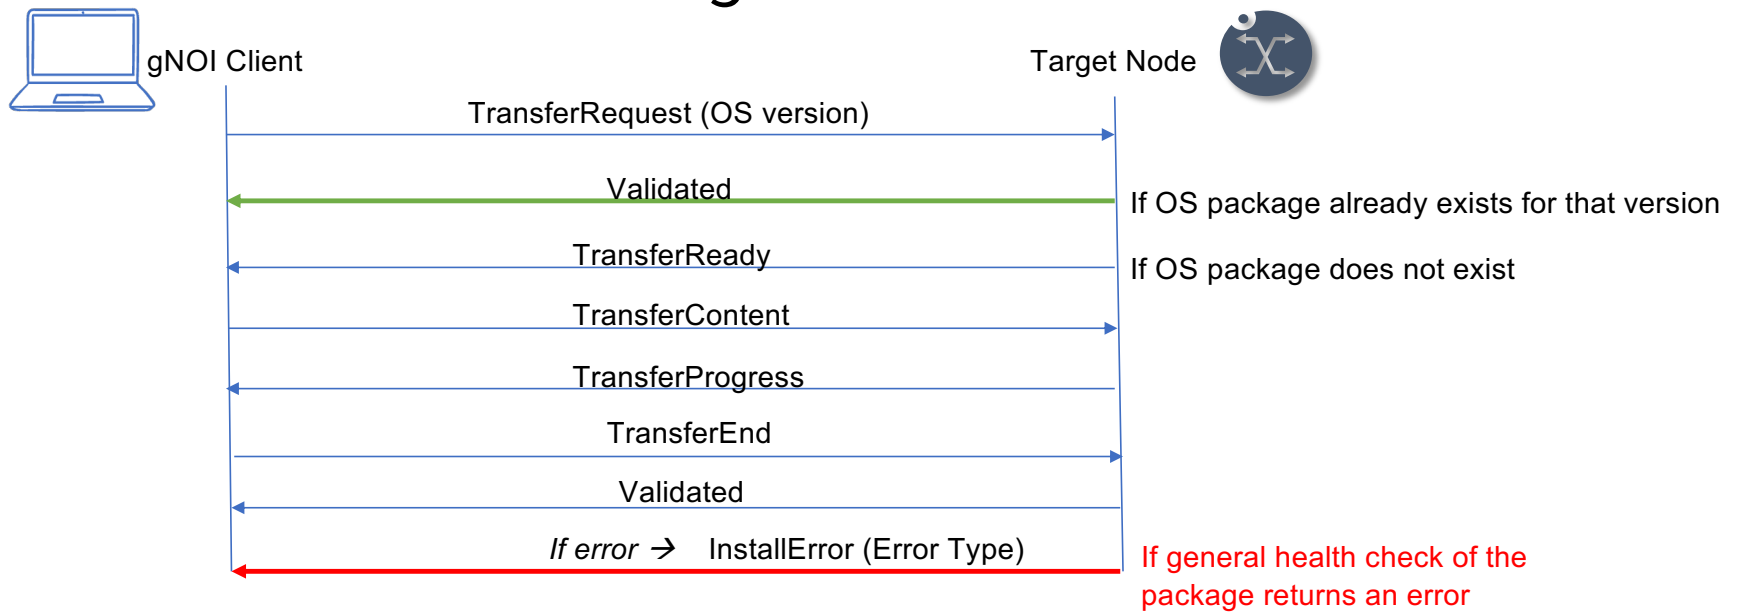 gNOI Client
Target Node
TransferRequest (OS version)
Validated
If OS package already exists for that version
TransferReady
If OS package does not exist
TransferContent
TransferProgress
TransferEnd
Validated
If error → InstallError (Error Type)
If general health check of the
package returns an error